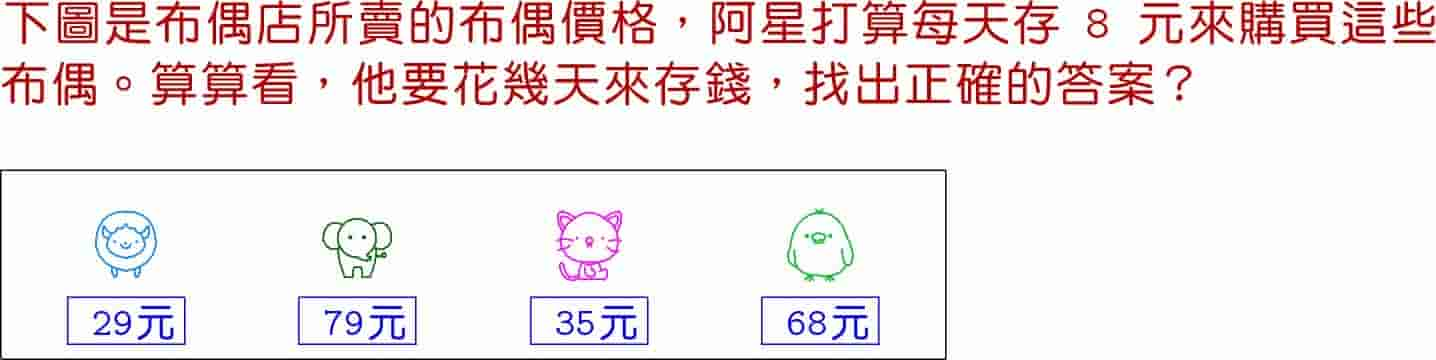 下圖是布偶店所賣的布偶價格，阿星打算每天存 8 元來購買這些
布偶。算算看，他要花幾天來存錢，找出正確的答案？
29元 79元 35元 68元